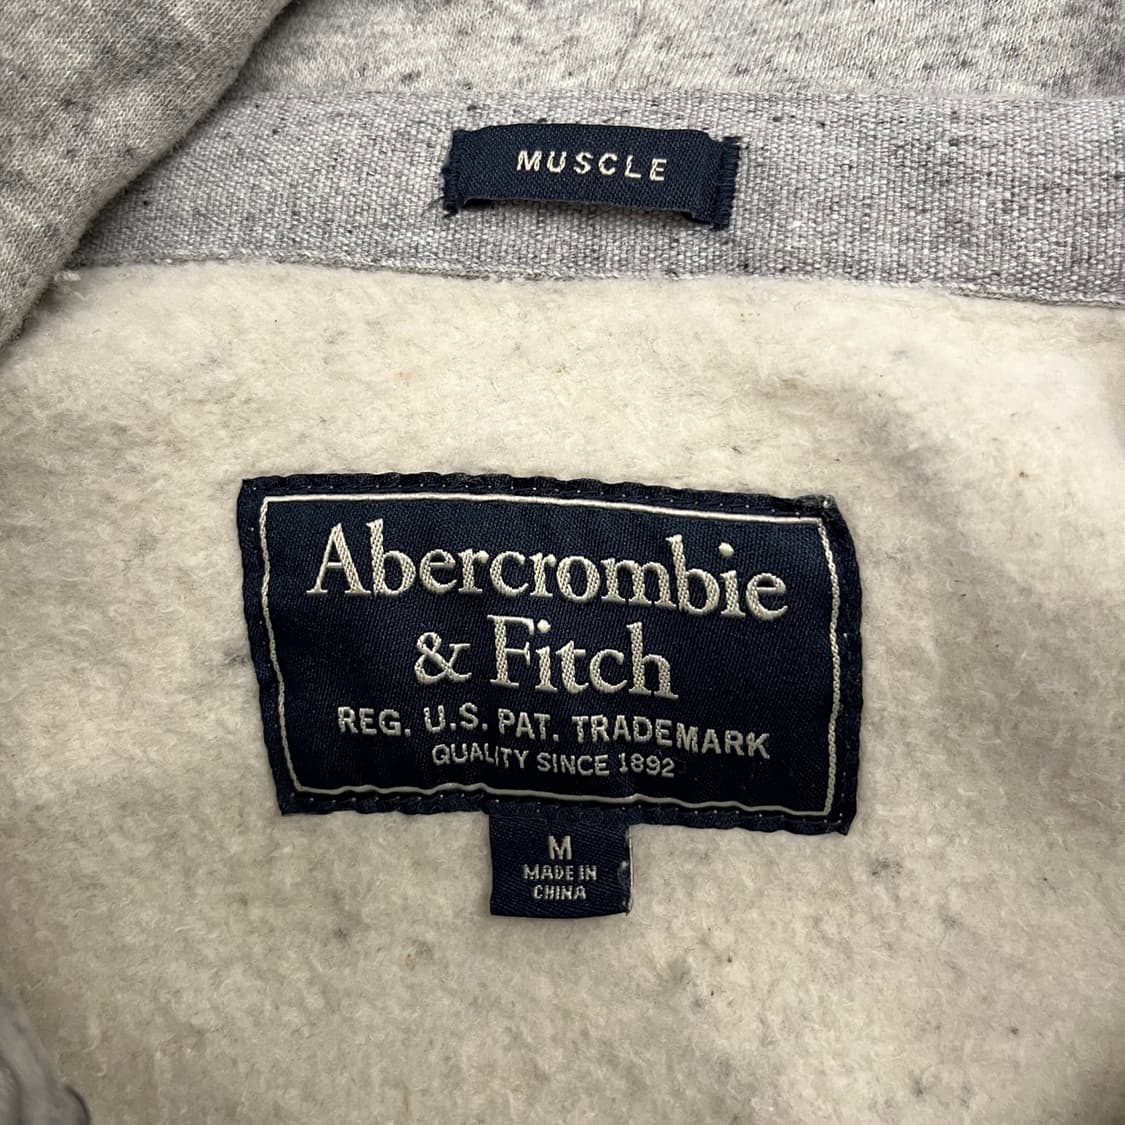 MUSCLE
Abercrombie
& Fitch
REG. U.S. PAT. TRADEMARK
QUALITY SINCE 1892
M
MADE IN
CHINA